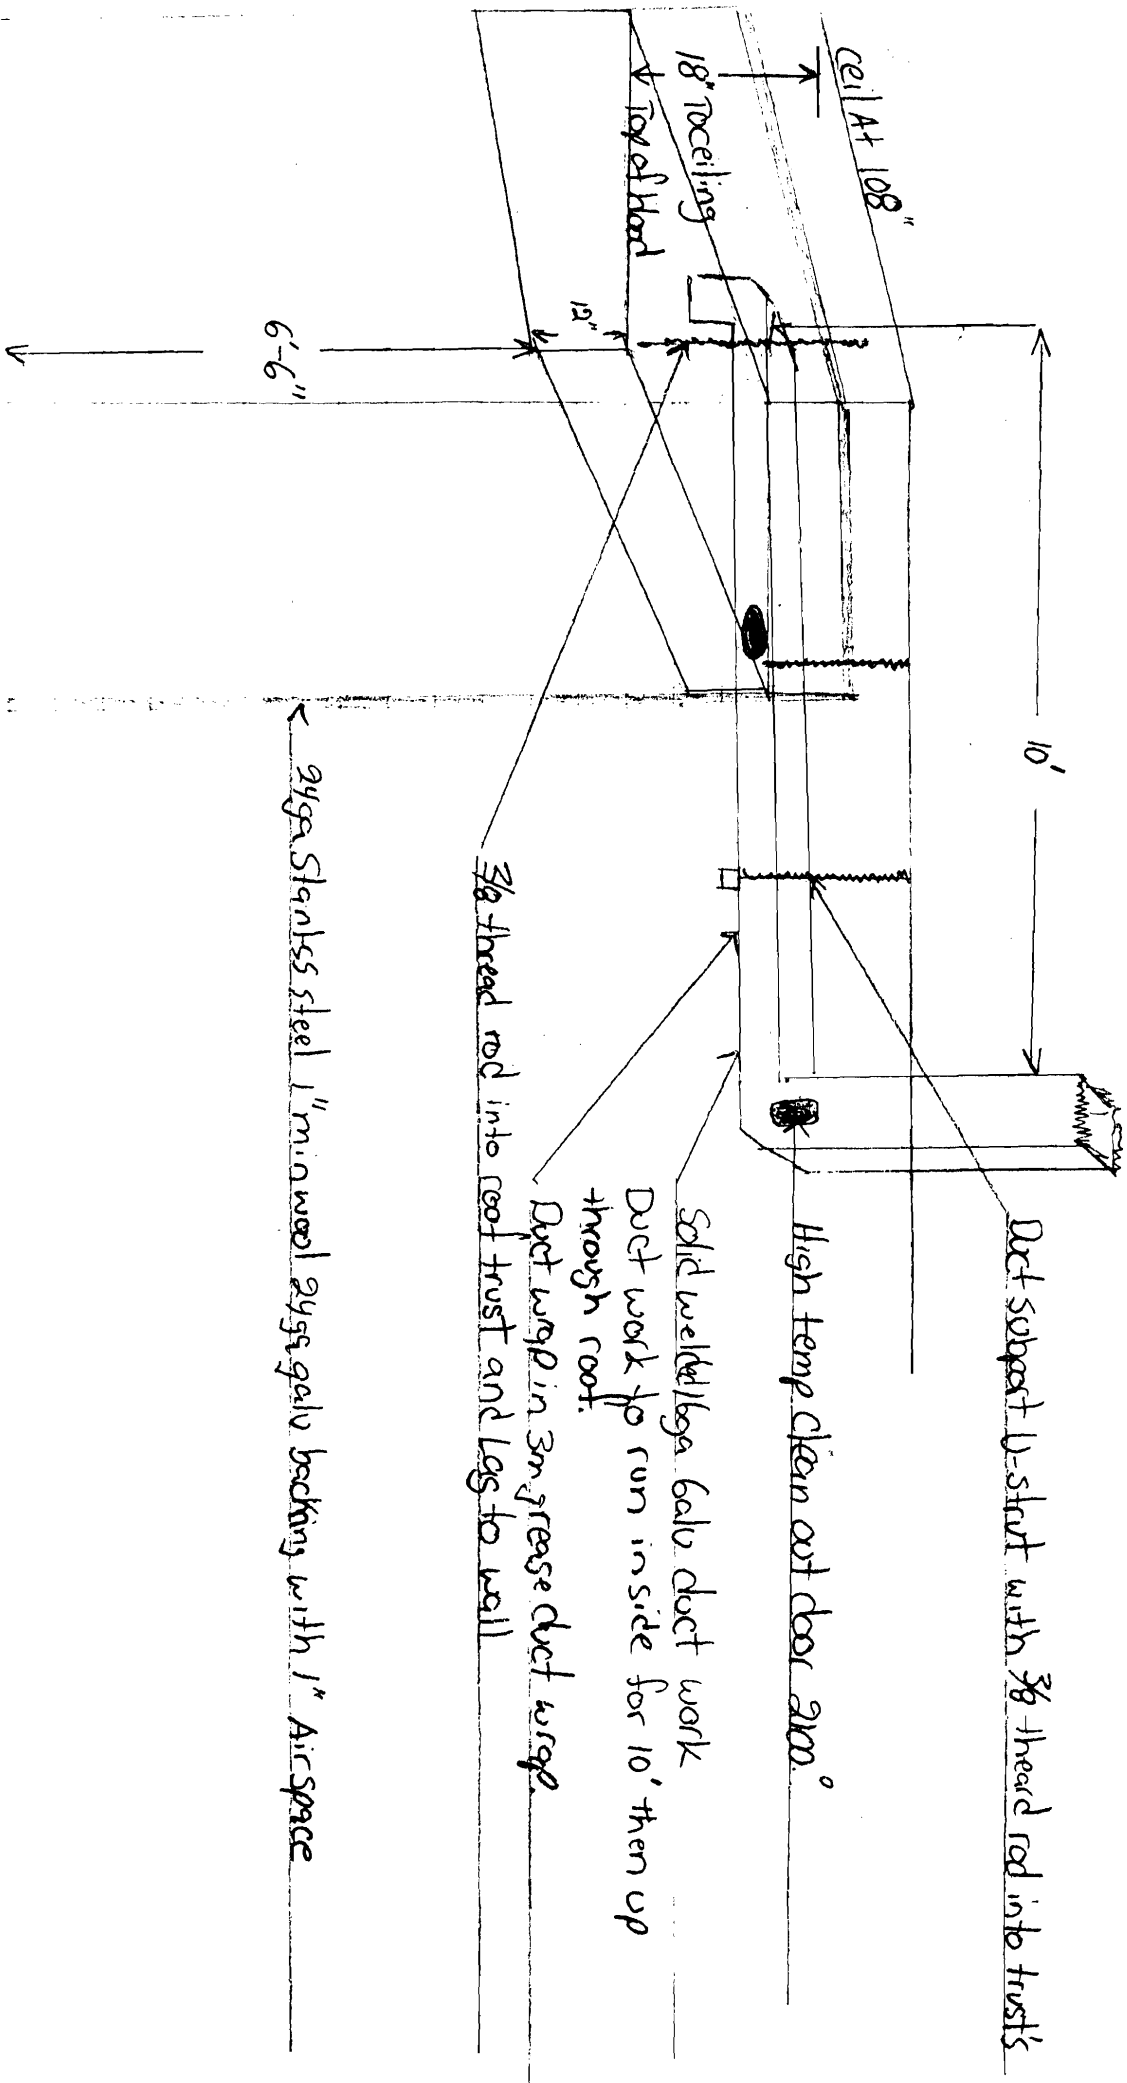 ceil At 108"
18" To ceiling
Top of Hood
12"
6'-6"
10'
Duct subport U-strut with 3/8 theard rod into trust's
High temp clean out door 2100.°
Solid welded 16ga Galv duct work
Duct work to run inside for 10' then up
through roof.
Duct wrap in 3m grease duct wrap.
3/8 thread rod into roof trust and Lag to wall
24ga Stantss steel 1" min wool 24ga galv backing with 1" Air space